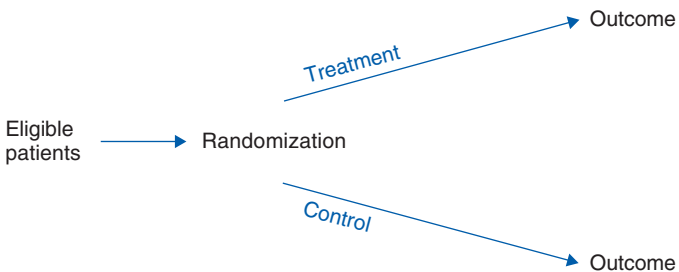 Outcome
Treatment
Eligible
patients
Randomization
Control
Outcome